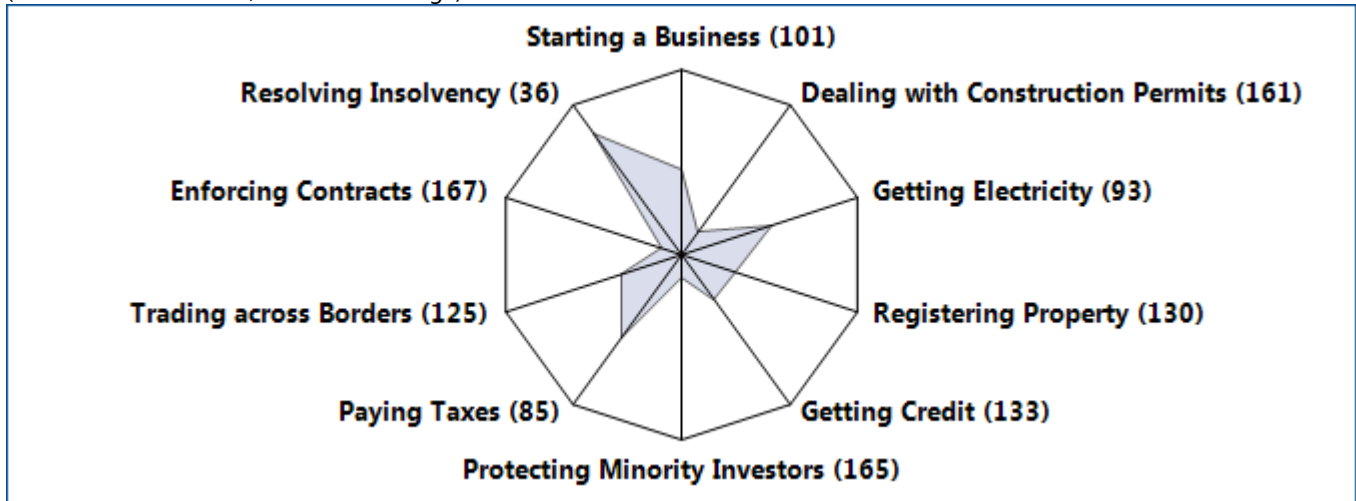 Starting a Business (101)
Resolving Insolvency (36)
Dealing with Construction Permits (161)
Enforcing Contracts (167)
Getting Electricity (93)
Trading across Borders (125)
Registering Property (130)
Paying Taxes (85)
Getting Credit (133)
Protecting Minority Investors (165)